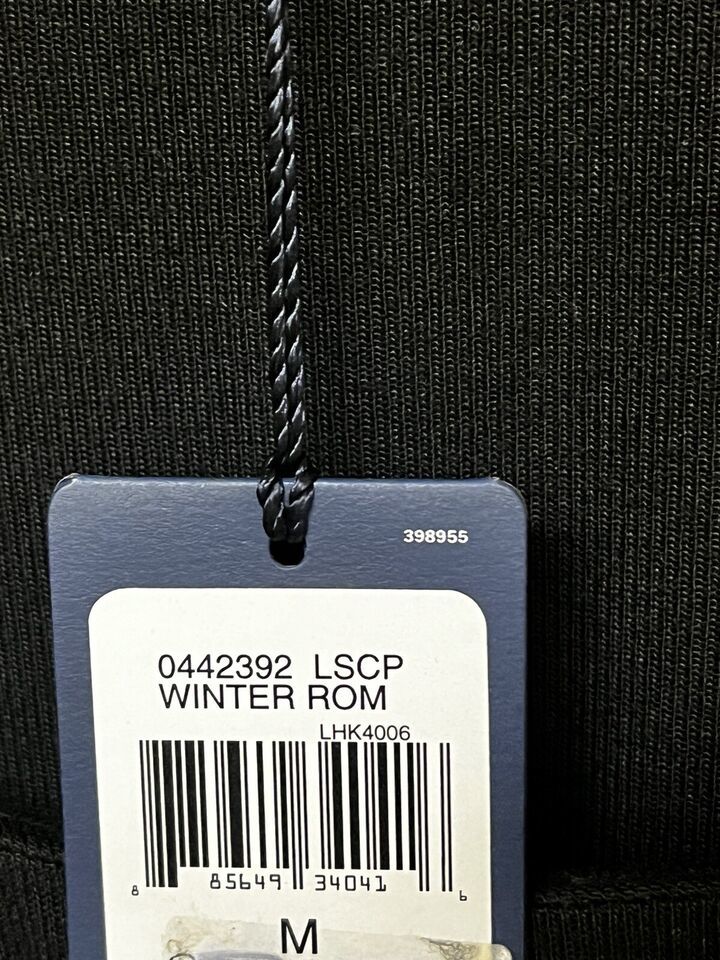 398955
0442392 LSCP
WINTER ROM
LHK4006
8 85649 34041 6
M